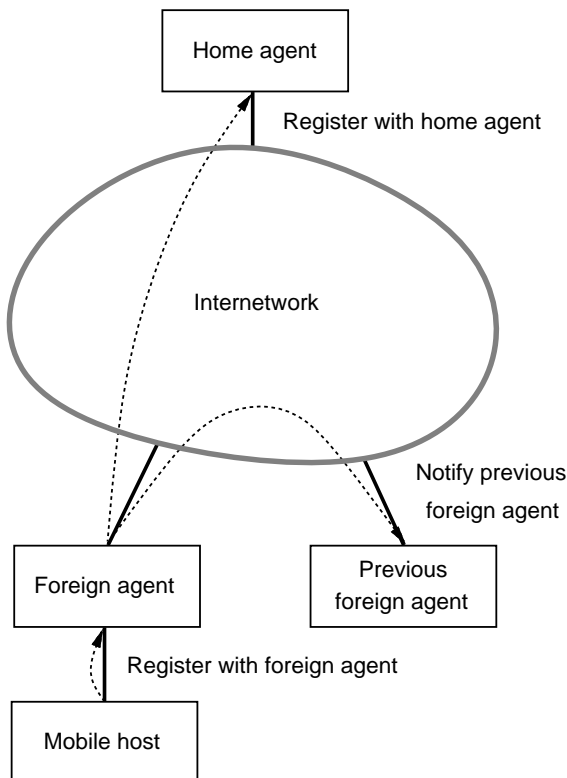 Home agent
Register with home agent
Internetwork
Notify previous
foreign agent
Foreign agent
Previous
foreign agent
Register with foreign agent
Mobile host